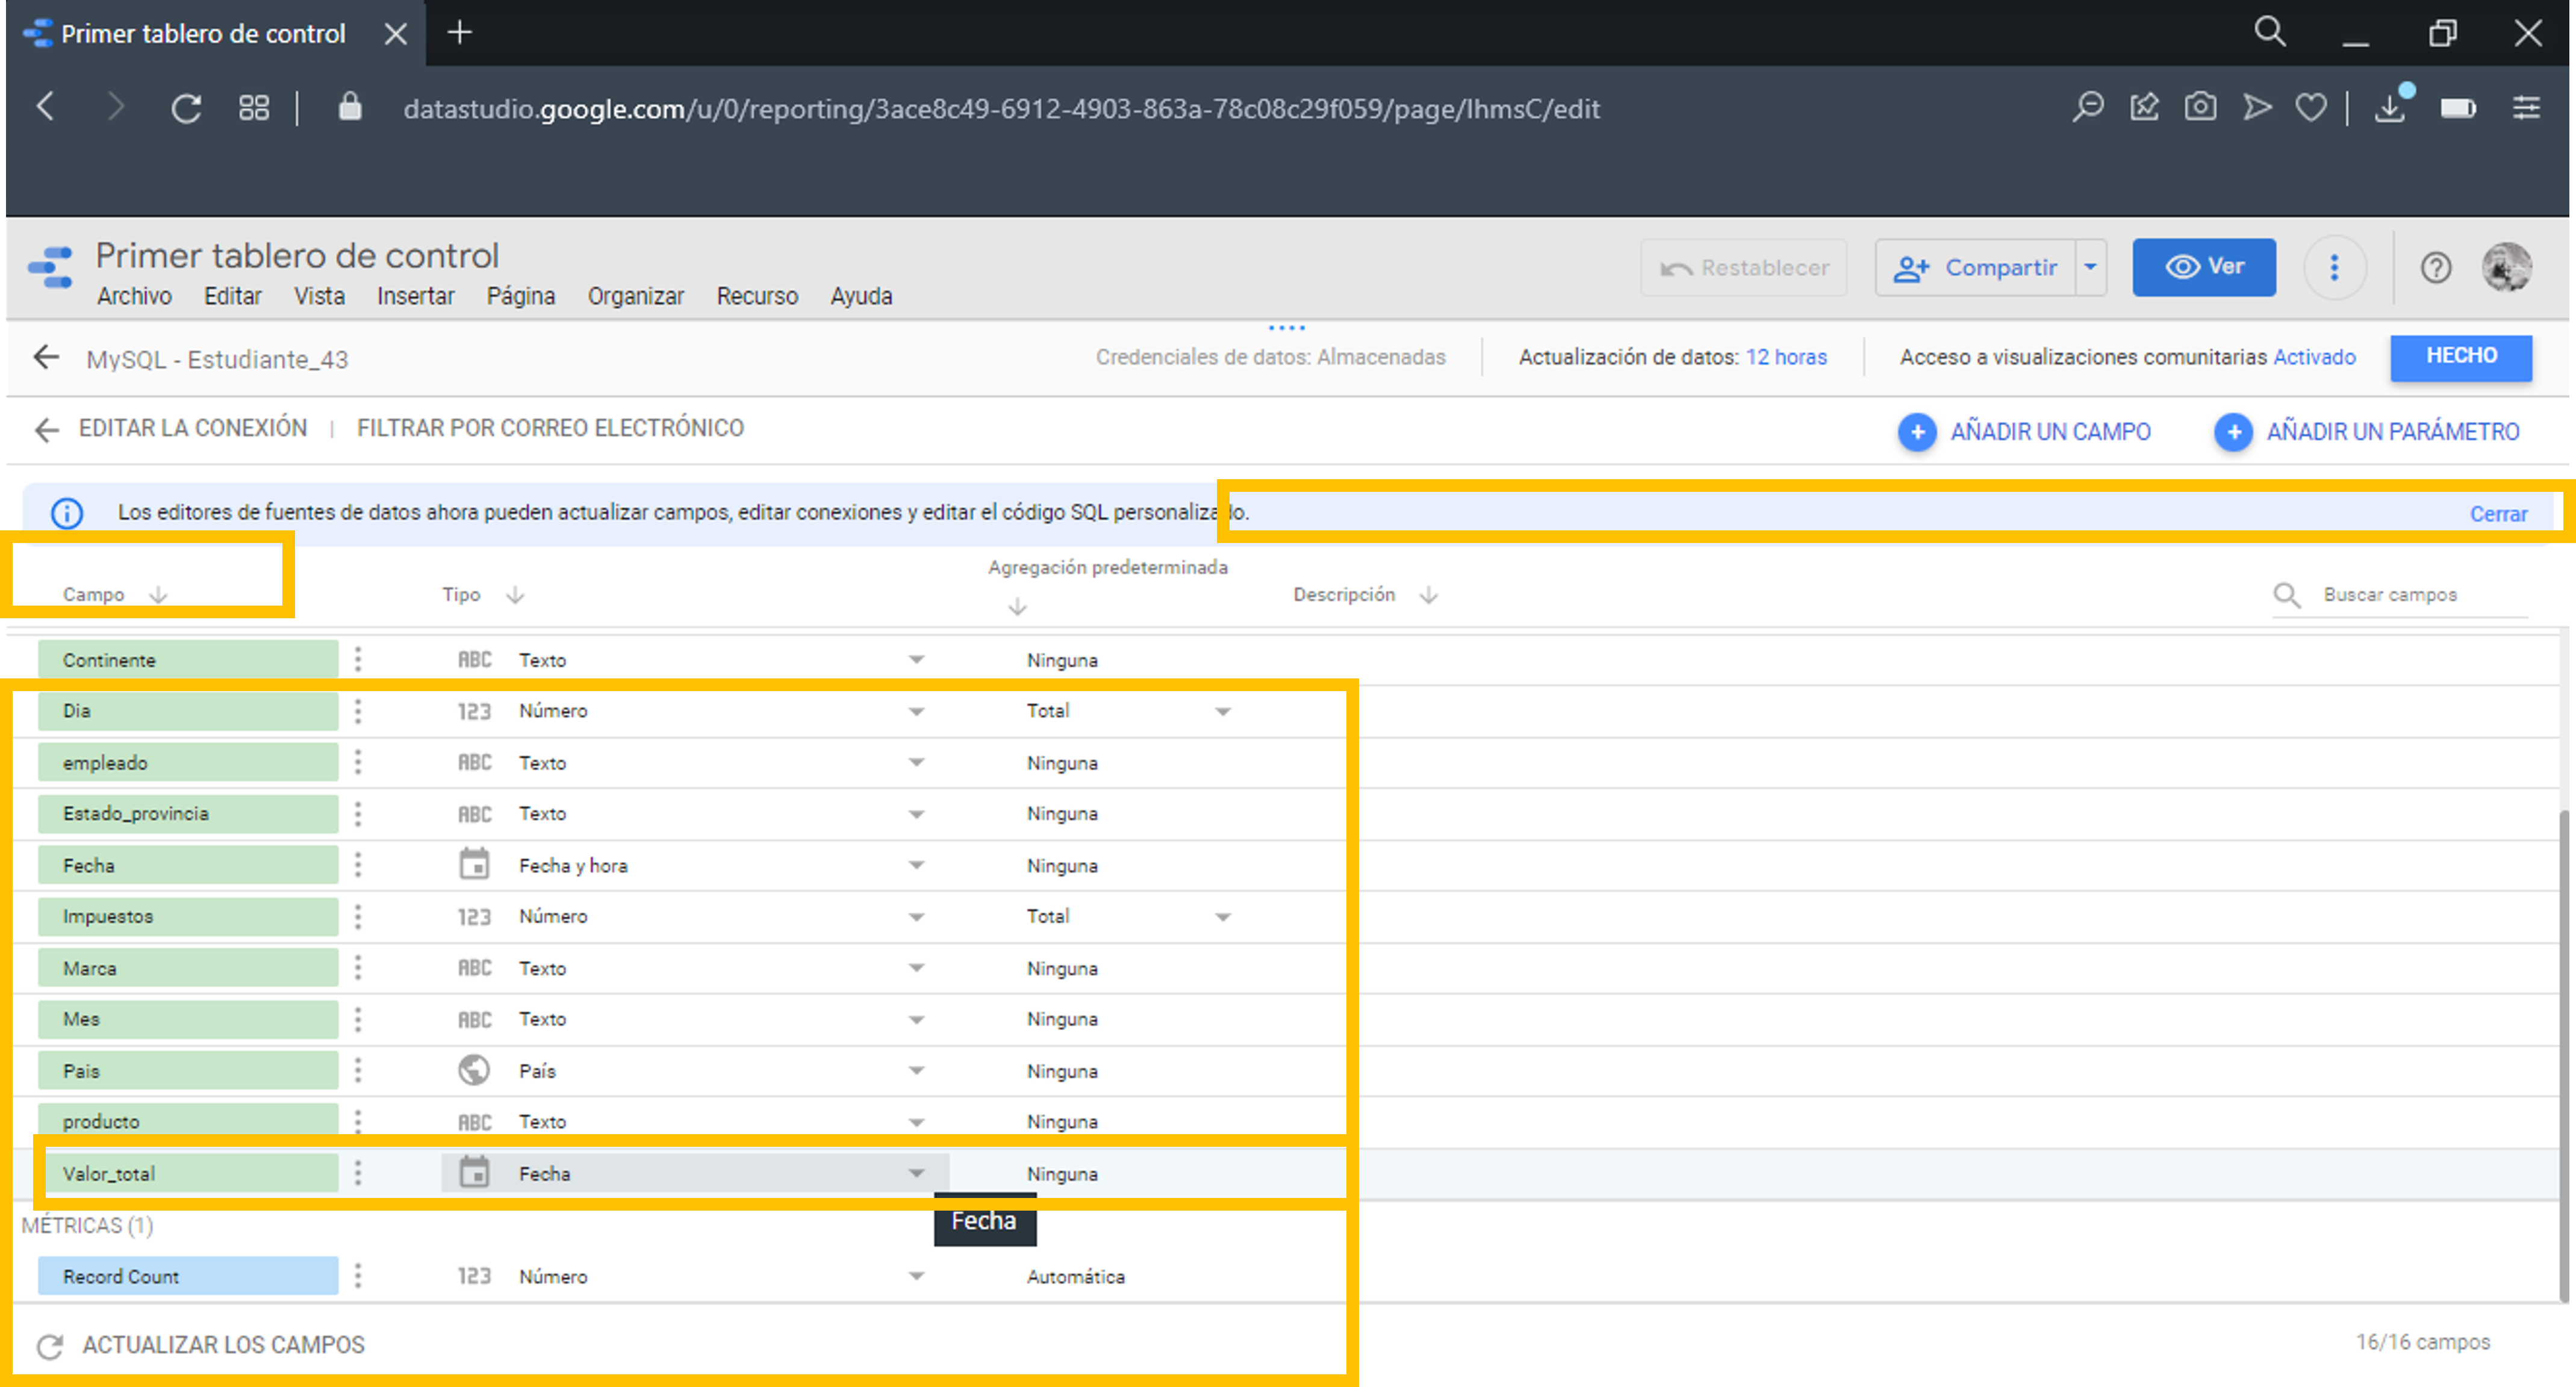 Primer tablero de control
datastudio.google.com/u/0/reporting/3ace8c49-6912-4903-863a-78c08c29f059/page/IhmsC/edit
Primer tablero de control
Archivo Editar Vista Insertar Página Organizar Recurso Ayuda
Restablecer Compartir Ver
MySQL - Estudiante_43 Credenciales de datos: Almacenadas Actualización de datos: 12 horas Acceso a visualizaciones comunitarias Activado HECHO
EDITAR LA CONEXIÓN | FILTRAR POR CORREO ELECTRÓNICO AÑADIR UN CAMPO AÑADIR UN PARÁMETRO
Los editores de fuentes de datos ahora pueden actualizar campos, editar conexiones y editar el código SQL personalizado. Cerrar
Campo Tipo Agregación predeterminada Descripción Buscar campos
Continente ABC Texto Ninguna
Dia 123 Número Total
empleado ABC Texto Ninguna
Estado_provincia ABC Texto Ninguna
Fecha Fecha y hora Ninguna
Impuestos 123 Número Total
Marca ABC Texto Ninguna
Mes ABC Texto Ninguna
Pais País Ninguna
producto ABC Texto Ninguna
Valor_total Fecha Ninguna
Fecha
MÉTRICAS (1)
Record Count 123 Número Automática
ACTUALIZAR LOS CAMPOS 16/16 campos